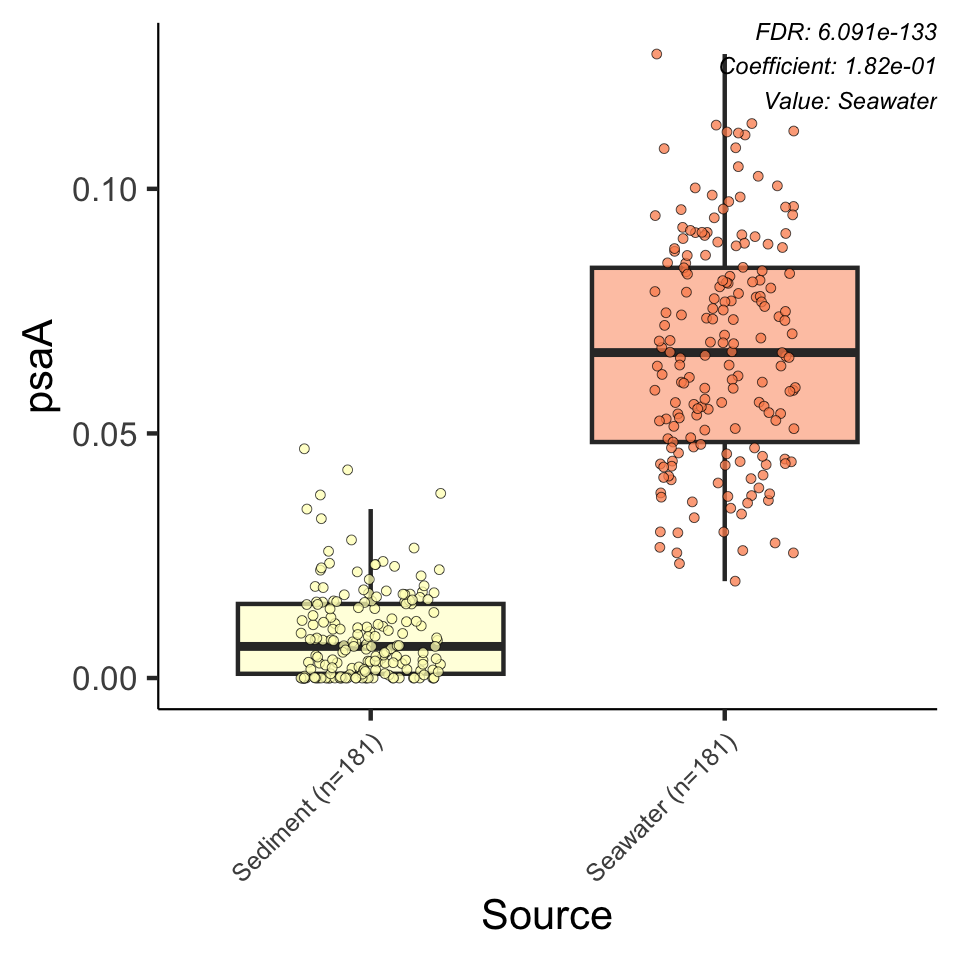 FDR: 6.091e-133
Coefficient: 1.82e-01
Value: Seawater
0.10
0.05
0.00
psaA
Sediment (n=181)
Seawater (n=181)
Source